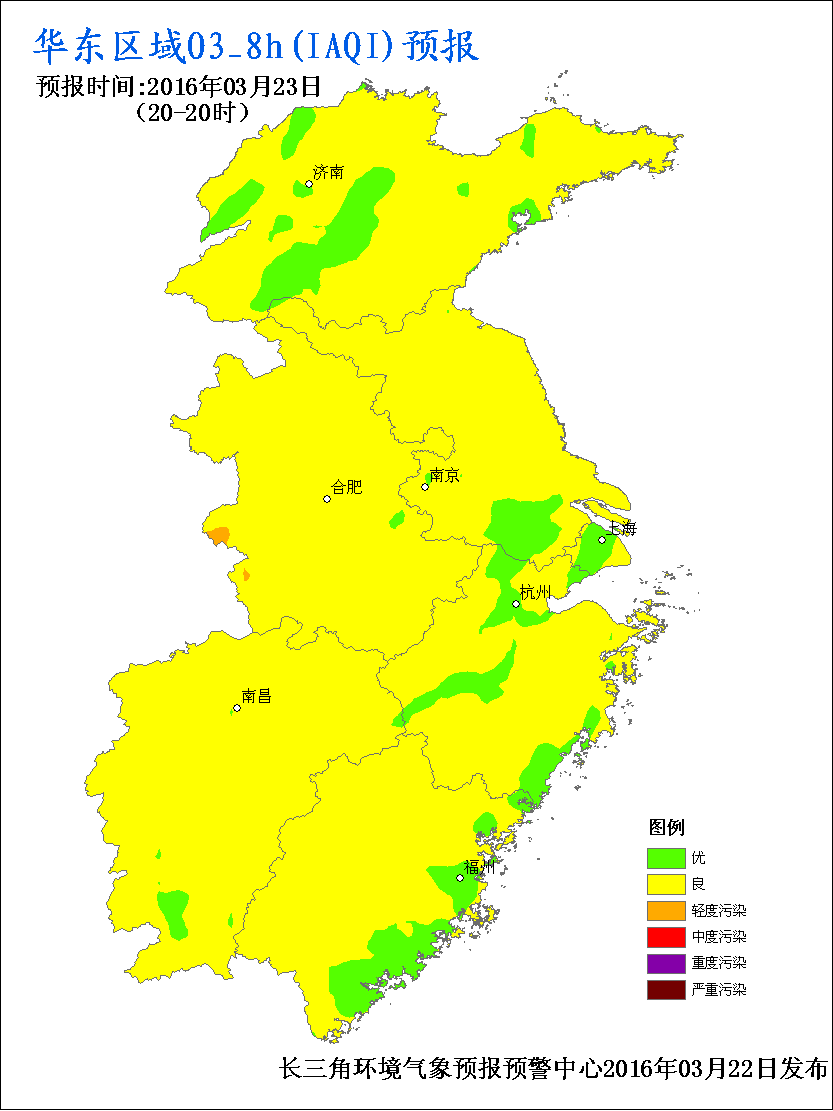 华东区域O3_8h(IAQI)预报
预报时间:2016年03月23日
（20-20时）
济南
南京
合肥
上海
杭州
南昌
福州
图例
优
良
轻度污染
中度污染
重度污染
严重污染
长三角环境气象预报预警中心2016年03月22日发布